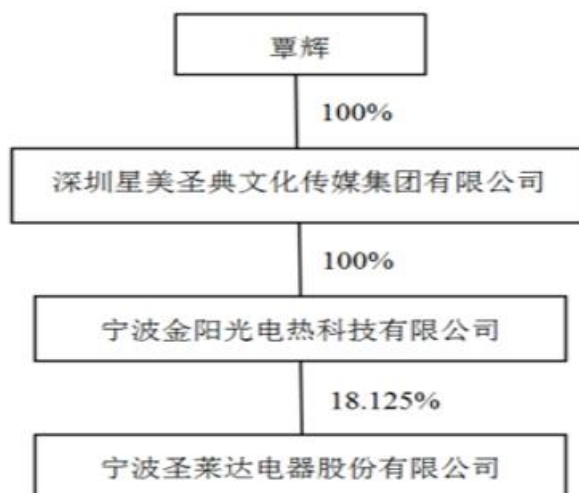 覃辉
100%
深圳星美圣典文化传媒集团有限公司
100%
宁波金阳光电热科技有限公司
18.125%
宁波圣莱达电器股份有限公司